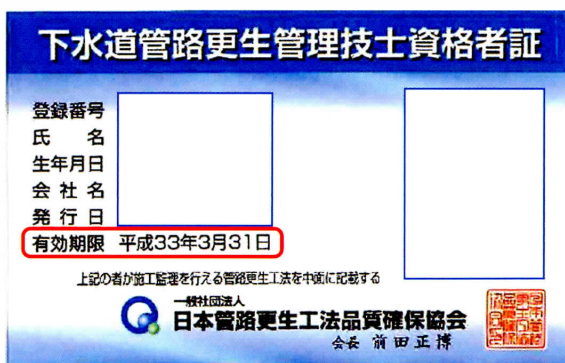 下水道管路更生管理技士資格者証
登録番号
氏 名
生年月日
会社名
発行日
有効期限 平成33年3月31日
上記の者が施工監理を行える管路更生工法を中面に記載する
一般社団法人
日本管路更生工法品質確保協会
会長 前田正博